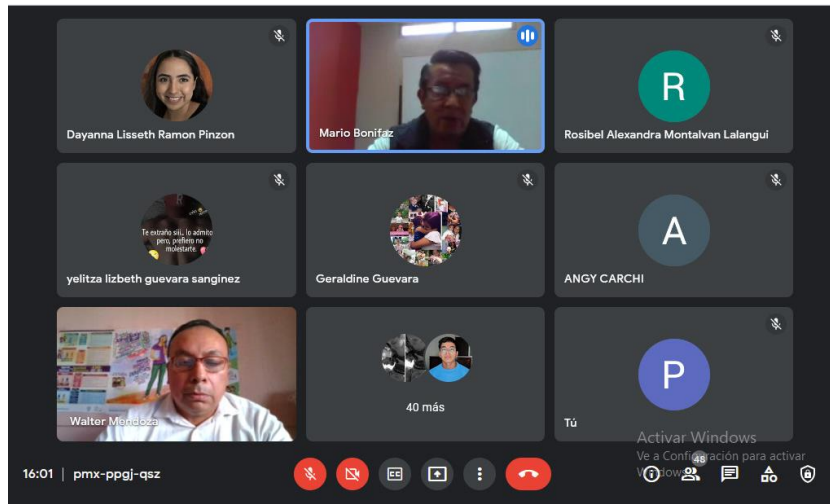 Dayanna Lisseth Ramon Pinzon
Mario Bonifaz
R
Rosibel Alexandra Montalvan Lalangui
Te extraño siii.. lo admito
pero, prefiero no
molestarte.
yelitza lizbeth guevara sanginez
Geraldine Guevara
A
ANGY CARCHI
Walter Mendoza
40 más
P
Tú
Activar Windows
Ve a Configuración para activar
Windows
16:01 | pmx-ppgj-qsz
CC
48